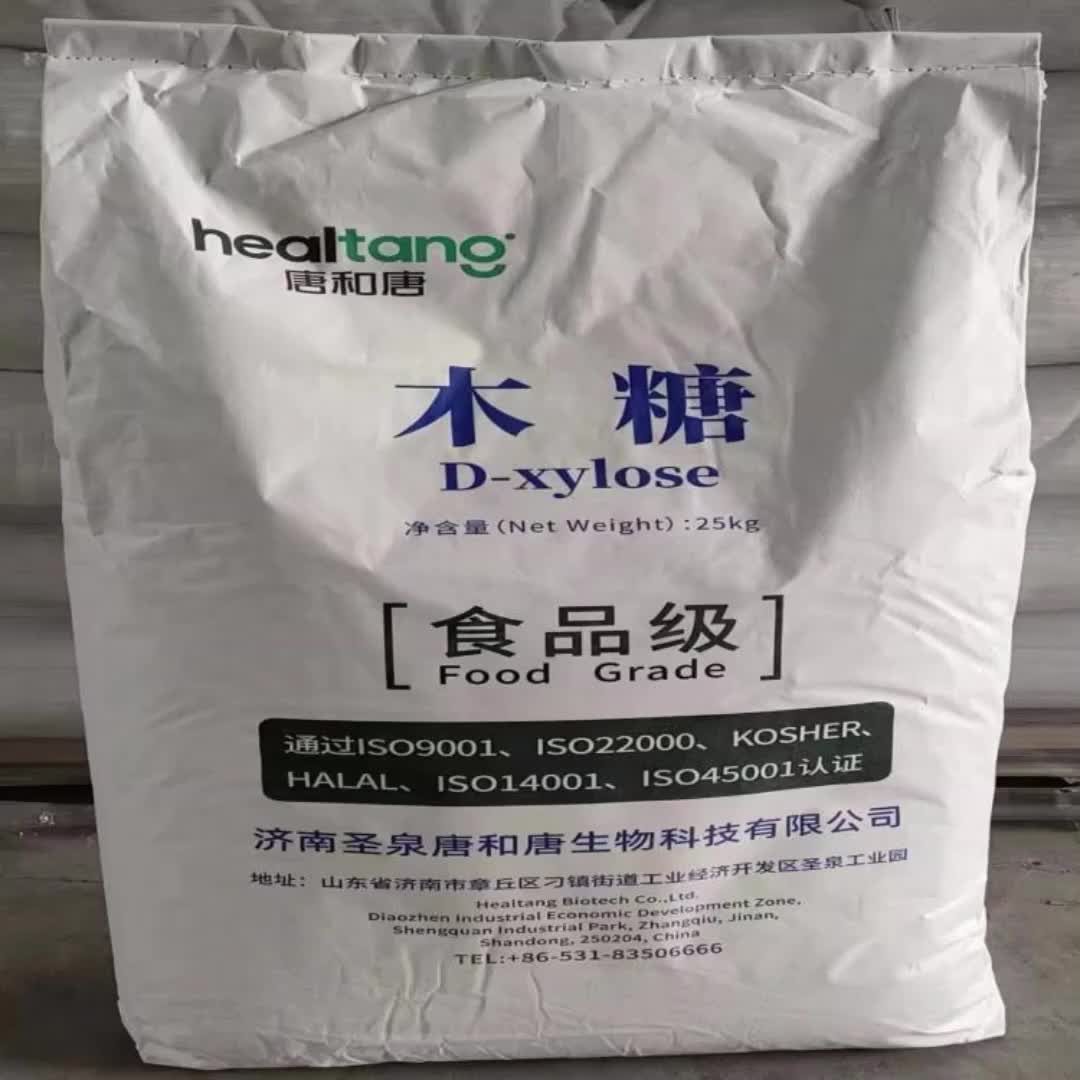 healtang
唐和唐
木糖
D-xylose
净含量(Net Weight):25kg
[食品级]
Food Grade
通过ISO9001、ISO22000、KOSHER、
HALAL、ISO14001、ISO45001认证
济南圣泉唐和唐生物科技有限公司
地址：山东省济南市章丘区刁镇街道工业经济开发区圣泉工业园
Healtang Biotech Co.,Ltd.
Diaozhen Industrial Economic Development Zone,
Shengquan Industrial Park, Zhangqiu, Jinan,
Shandong, 250204, China
TEL:+86-531-83506666